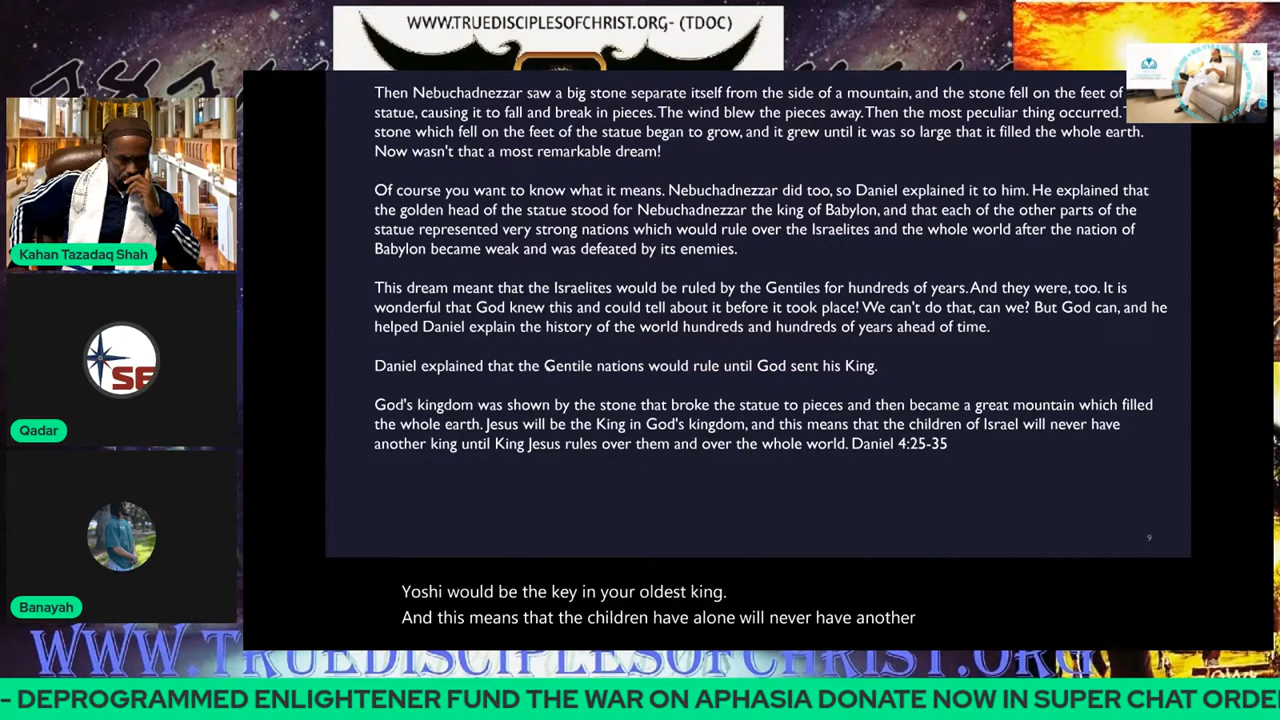 WWW.TRUEDISCIPLESOFCHRIST.ORG- (TDOC)
Then Nebuchadnezzar saw a big stone separate itself from the side of a mountain, and the stone fell on the feet of
statue, causing it to fall and break in pieces. The wind blew the pieces away. Then the most peculiar thing occurred.
stone which fell on the feet of the statue began to grow, and it grew until it was so large that it filled the whole earth.
Now wasn't that a most remarkable dream!
Of course you want to know what it means. Nebuchadnezzar did too, so Daniel explained it to him. He explained that
the golden head of the statue stood for Nebuchadnezzar the king of Babylon, and that each of the other parts of the
statue represented very strong nations which would rule over the Israelites and the whole world after the nation of
Babylon became weak and was defeated by its enemies.
This dream meant that the Israelites would be ruled by the Gentiles for hundreds of years. And they were, too. It is
wonderful that God knew this and could tell about it before it took place! We can't do that, can we? But God can, and he
helped Daniel explain the history of the world hundreds and hundreds of years ahead of time.
Daniel explained that the Gentile nations would rule until God sent his King.
God's kingdom was shown by the stone that broke the statue to pieces and then became a great mountain which filled
the whole earth. Jesus will be the King in God's kingdom, and this means that the children of Israel will never have
another king until King Jesus rules over them and over the whole world. Daniel 4:25-35
9
Kahan Tazadaq Shah
SE
Qadar
Banayah
Yoshi would be the key in your oldest king.
And this means that the children have alone will never have another
WWW.TRUEDISCIPLESOFCHRIST.ORG
- DEPROGRAMMED ENLIGHTENER FUND THE WAR ON APHASIA DONATE NOW IN SUPER CHAT ORDE